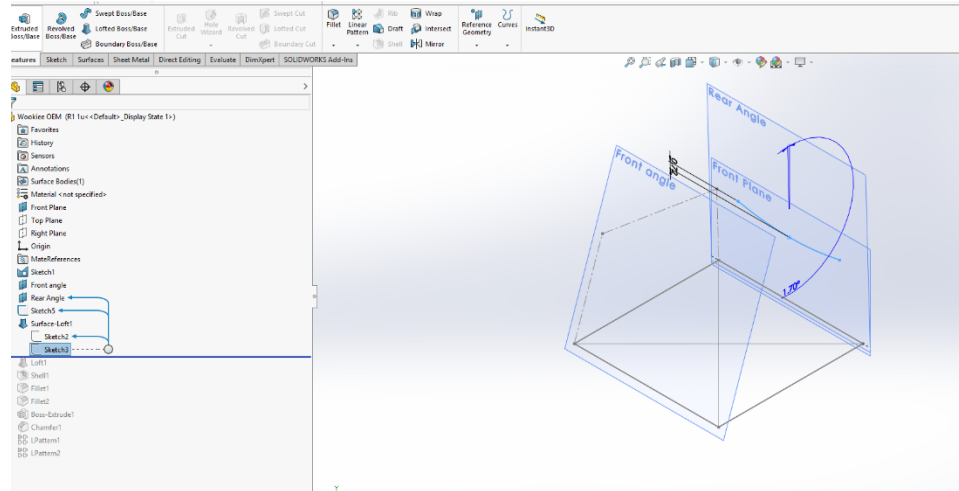 Swept Boss/Base
Lofted Boss/Base
Boundary Boss/Base
Extruded
Boss/Base
Revolved
Boss/Base
Extruded
Cut
Hole
Wizard
Revolved
Cut
Swept Cut
Lofted Cut
Boundary Cut
Fillet
Linear
Pattern
Rib
Draft
Shell
Wrap
Intersect
Mirror
Reference
Geometry
Curves
Instant3D
eatures Sketch Surfaces Sheet Metal Direct Editing Evaluate DimXpert SOLIDWORKS Add-Ins
Wookiee OEM (R1 1u<<Default>_Display State 1>)
Favorites
History
Sensors
Annotations
Surface Bodies(1)
Material <not specified>
Front Plane
Top Plane
Right Plane
Origin
MateReferences
Sketch1
Front angle
Rear Angle
Sketch5
Surface-Loft1
Sketch2
Sketch3
Loft1
Shell1
Fillet1
Fillet2
Boss-Extrude1
Chamfer1
LPattern1
LPattern2
Rear Angle
Front angle
Front Plane
1.70°
Y